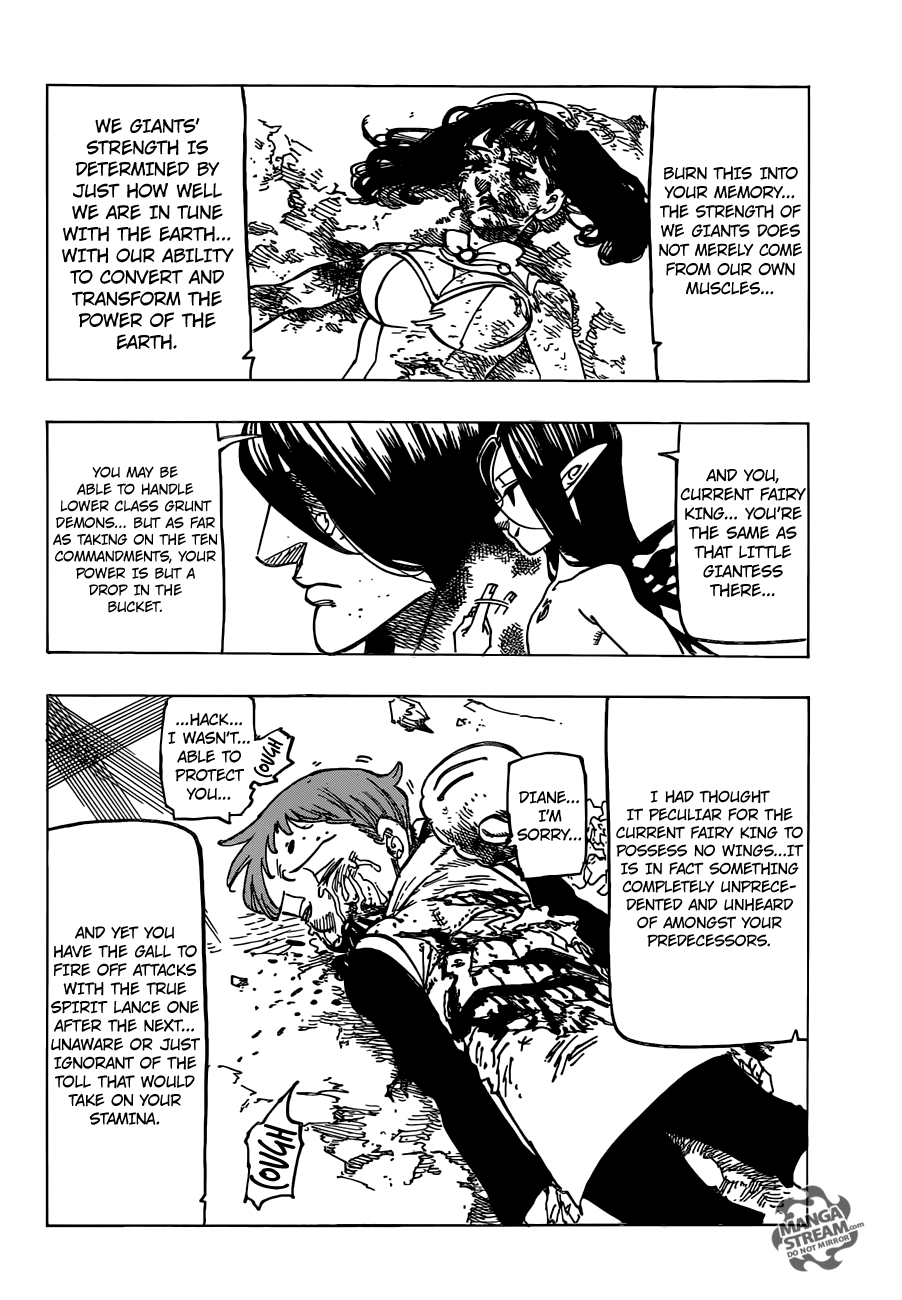 BURN THIS INTO
YOUR MEMORY...
THE STRENGTH OF
WE GIANTS DOES
NOT MERELY COME
FROM OUR OWN
MUSCLES...
WE GIANTS'
STRENGTH IS
DETERMINED BY
JUST HOW WELL
WE ARE IN TUNE
WITH THE EARTH...
WITH OUR ABILITY
TO CONVERT AND
TRANSFORM THE
POWER OF THE
EARTH.
AND YOU,
CURRENT FAIRY
KING... YOU'RE
THE SAME AS
THAT LITTLE
GIANTESS
THERE...
YOU MAY BE
ABLE TO HANDLE
LOWER CLASS GRUNT
DEMONS... BUT AS FAR
AS TAKING ON THE TEN
COMMANDMENTS, YOUR
POWER IS BUT A
DROP IN THE
BUCKET.
I HAD THOUGHT
IT PECULIAR FOR THE
CURRENT FAIRY KING TO
POSSESS NO WINGS...IT
IS IN FACT SOMETHING
COMPLETELY UNPRECE-
DENTED AND UNHEARD
OF AMONGST YOUR
PREDECESSORS.
DIANE...
I'M
SORRY...
...HACK...
I WASN'T...
ABLE TO
PROTECT
YOU...
COUGH
AND YET YOU
HAVE THE GALL TO
FIRE OFF ATTACKS
WITH THE TRUE
SPIRIT LANCE ONE
AFTER THE NEXT...
UNAWARE OR JUST
IGNORANT OF THE
TOLL THAT WOULD
TAKE ON YOUR
STAMINA.
COUGH
MANGA
STREAM.com
DO NOT MIRROR